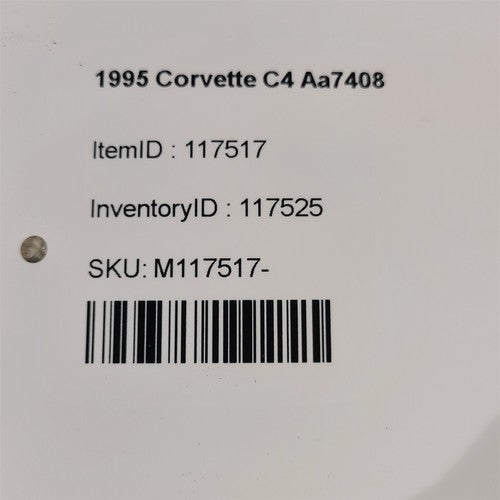 1995 Corvette C4 Aa7408
ItemID : 117517
InventoryID : 117525
SKU: M117517-